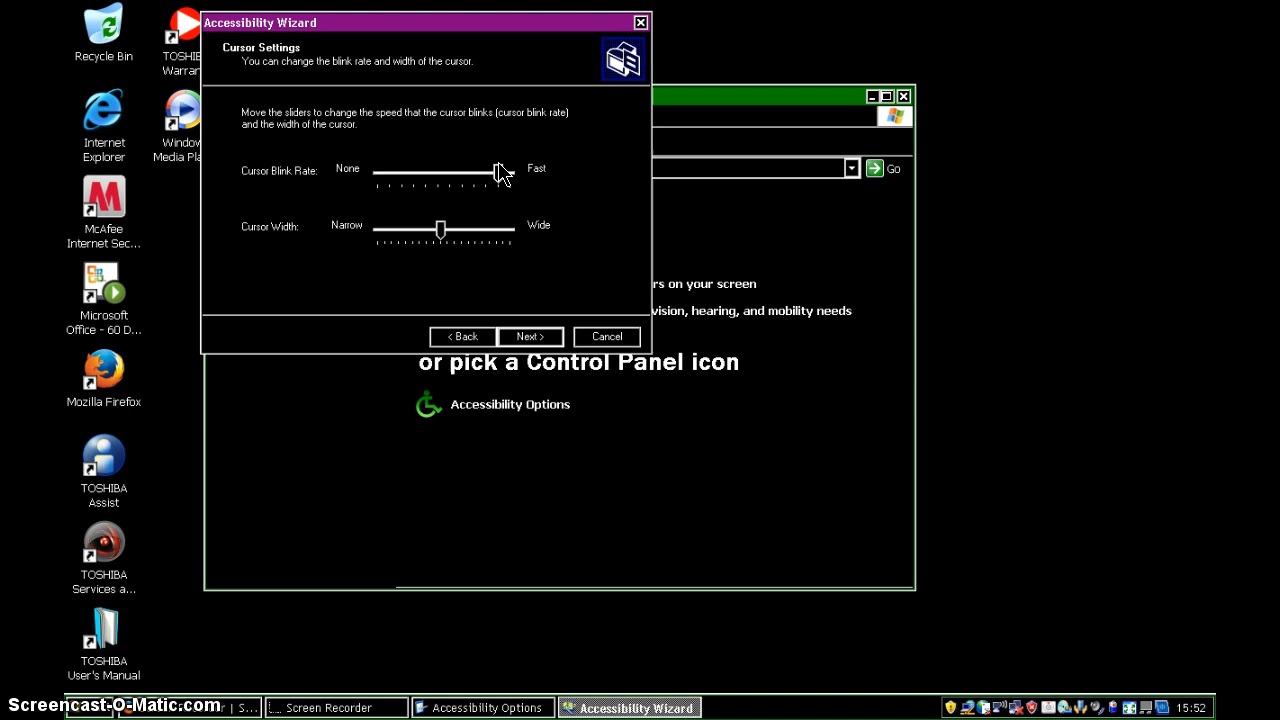 Recycle Bin
TOSHI
Warran
Internet
Explorer
Window
Media Pla
McAfee
Internet Sec...
Microsoft
Office - 60 D...
Mozilla Firefox
TOSHIBA
Assist
TOSHIBA
Services a...
TOSHIBA
User's Manual
Accessibility Wizard
Cursor Settings
You can change the blink rate and width of the cursor.
Move the sliders to change the speed that the cursor blinks (cursor blink rate)
and the width of the cursor.
Cursor Blink Rate: None Fast
Cursor Width: Narrow Wide
< Back Next > Cancel
Go
rs on your screen
vision, hearing, and mobility needs
or pick a Control Panel icon
Accessibility Options
Screencast-O-Matic.com
| S... Screen Recorder Accessibility Options Accessibility Wizard 15:52